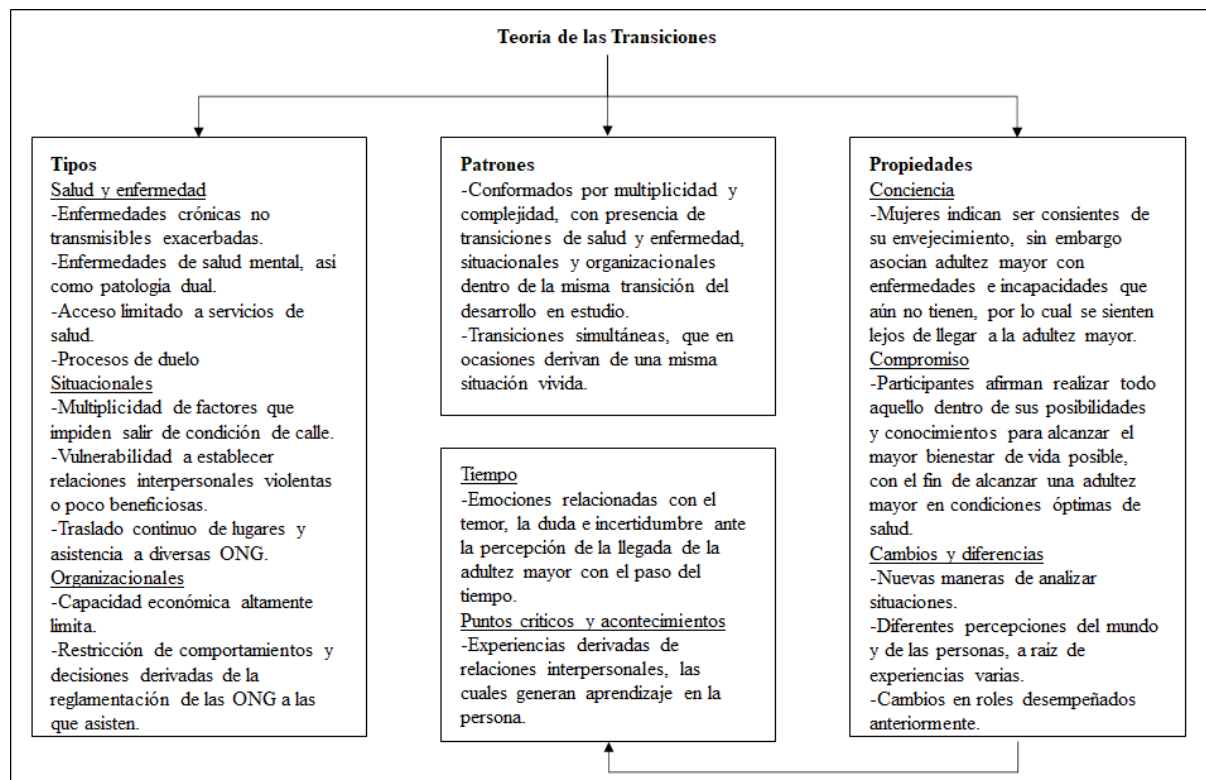 Teoría de las Transiciones
Tipos
Salud y enfermedad
-Enfermedades crónicas no
transmisibles exacerbadas.
-Enfermedades de salud mental, así
como patología dual.
-Acceso limitado a servicios de
salud.
-Procesos de duelo
Situacionales
-Multiplicidad de factores que
impiden salir de condición de calle.
-Vulnerabilidad a establecer
relaciones interpersonales violentas
o poco beneficiosas.
-Traslado continuo de lugares y
asistencia a diversas ONG.
Organizacionales
-Capacidad económica altamente
limita.
-Restricción de comportamientos y
decisiones derivadas de la
reglamentación de las ONG a las
que asisten.
Patrones
-Conformados por multiplicidad y
complejidad, con presencia de
transiciones de salud y enfermedad,
situacionales y organizacionales
dentro de la misma transición del
desarrollo en estudio.
-Transiciones simultáneas, que en
ocasiones derivan de una misma
situación vivida.
Propiedades
Conciencia
-Mujeres indican ser consientes de
su envejecimiento, sin embargo
asocian adultez mayor con
enfermedades e incapacidades que
aún no tienen, por lo cual se sienten
lejos de llegar a la adultez mayor.
Compromiso
-Participantes afirman realizar todo
aquello dentro de sus posibilidades
y conocimientos para alcanzar el
mayor bienestar de vida posible,
con el fin de alcanzar una adultez
mayor en condiciones óptimas de
salud.
Cambios y diferencias
-Nuevas maneras de analizar
situaciones.
-Diferentes percepciones del mundo
y de las personas, a raíz de
experiencias varias.
-Cambios en roles desempeñados
anteriormente.
Tiempo
-Emociones relacionadas con el
temor, la duda e incertidumbre ante
la percepción de la llegada de la
adultez mayor con el paso del
tiempo.
Puntos críticos y acontecimientos
-Experiencias derivadas de
relaciones interpersonales, las
cuales generan aprendizaje en la
persona.